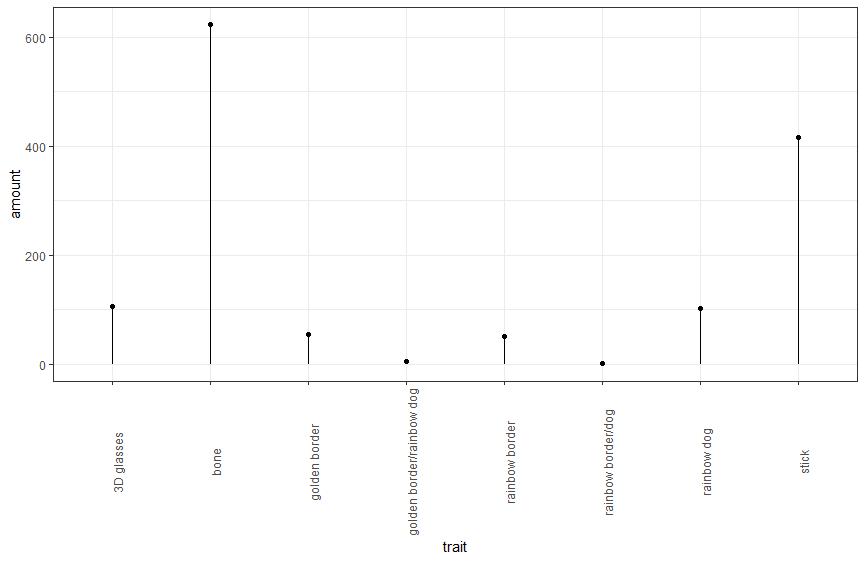 600
400
200
0
amount
3D glasses
bone
golden border
golden border/rainbow dog
rainbow border
rainbow border/dog
rainbow dog
stick
trait